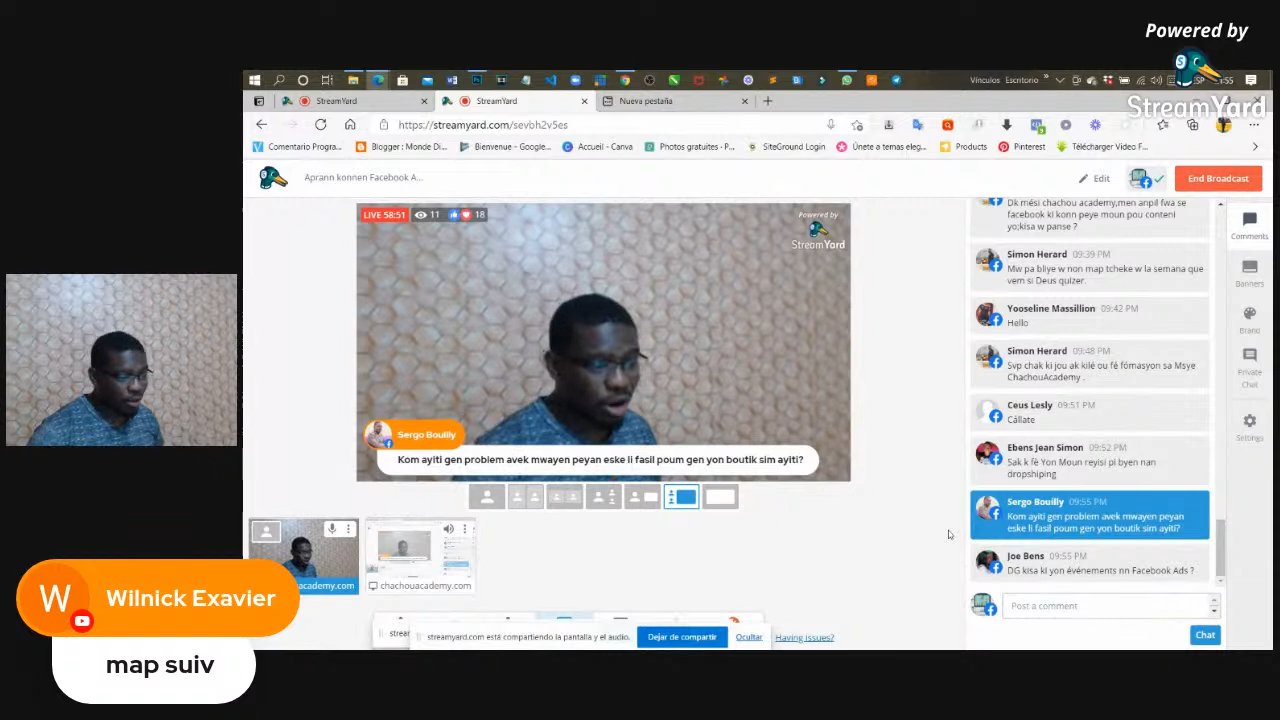 Powered by
StreamYard
Vínculos Escritorio
StreamYard
StreamYard
Nueva pestaña
https://streamyard.com/sevbh2v5es
Comentario Progra...
Blogger : Monde Di...
Bienvenue - Google...
Accueil - Canva
Photos gratuites - P...
SiteGround Login
Únete a temas eleg...
Products
Pinterest
Télécharger Video F...
Aprann konnen Facebook A...
Edit
End Broadcast
LIVE 58:51
11
18
Powered by
StreamYard
Sergo Bouilly
Kom ayiti gen problem avek mwayen peyan eske li fasil poum gen yon boutik sim ayiti?
Dk mési chachou academy,men anpil fwa se
facebook ki konn peye moun pou conteni
yo;kisa w panse ?
Simon Herard 09:39 PM
Mw pa bliye w non map tcheke w la semana que
vem si Deus quizer.
Yooseline Massillion 09:42 PM
Hello
Simon Herard 09:48 PM
Svp chak ki jou ak kilé ou fé fómasyon sa
Msye
ChachouAcademy .
Ceus Lesly 09:51 PM
Cállate
Ebens Jean Simon 09:52 PM
Sak k fè Yon Moun reyisi pi byen nan
dropshiping
Sergo Bouilly 09:55 PM
Kom ayiti gen problem avek mwayen peyan
eske li fasil poum gen yon boutik sim ayiti?
Joe Bens 09:55 PM
DG kisa ki yon événements nn Facebook Ads ?
Post a comment
Chat
Comments
Banners
Brand
Private
Chat
Settings
academy.com
chachouacademy.com
streamyard.com está compartiendo la pantalla y el audio.
Dejar de compartir
Ocultar
Having issues?
W
Wilnick Exavier
map suiv